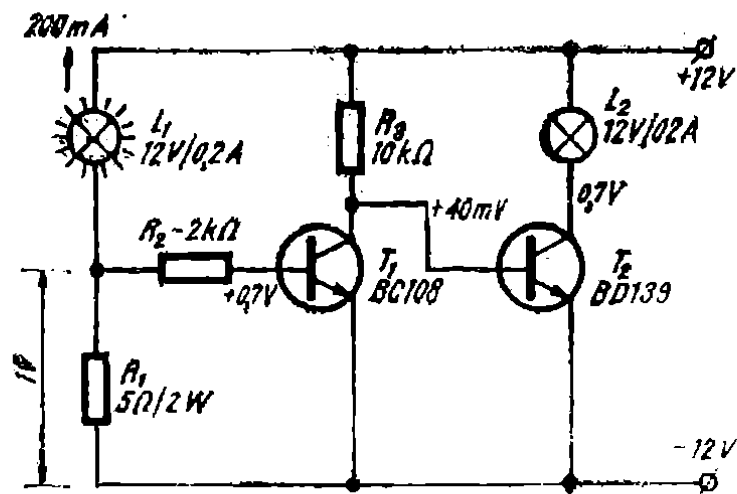 200mA
+12V
L₁
12V/0,2A
R₃
10kΩ
L₂
12V/02A
0,7V
+40mV
R₂-2kΩ
+0,7V
T₁
BC108
T₂
BD139
1V
R₁
5Ω/2W
-12V